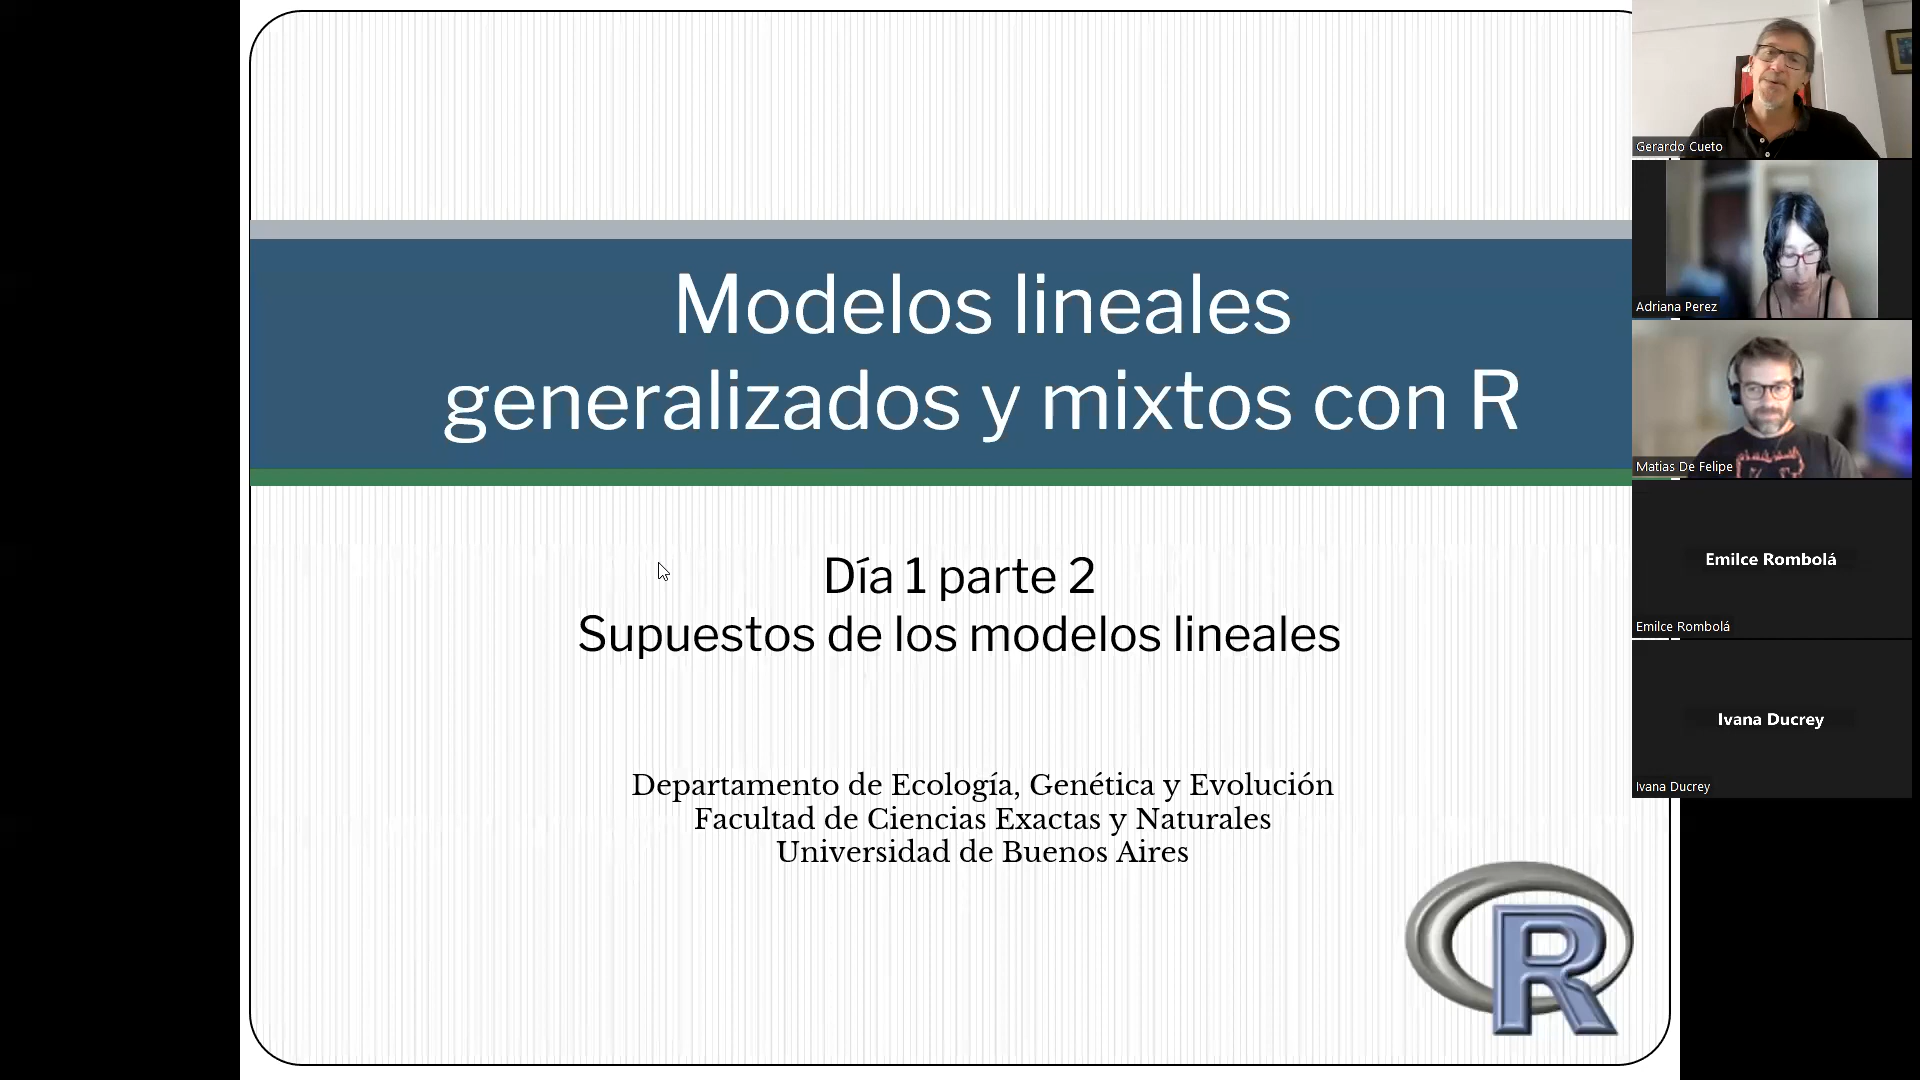 Modelos lineales
generalizados y mixtos con R
Día 1 parte 2
Supuestos de los modelos lineales
Departamento de Ecología, Genética y Evolución
Facultad de Ciencias Exactas y Naturales
Universidad de Buenos Aires
R
Gerardo Cueto
Adriana Perez
Matias De Felipe
Emilce Rombolá
Emilce Rombolá
Ivana Ducrey
Ivana Ducrey